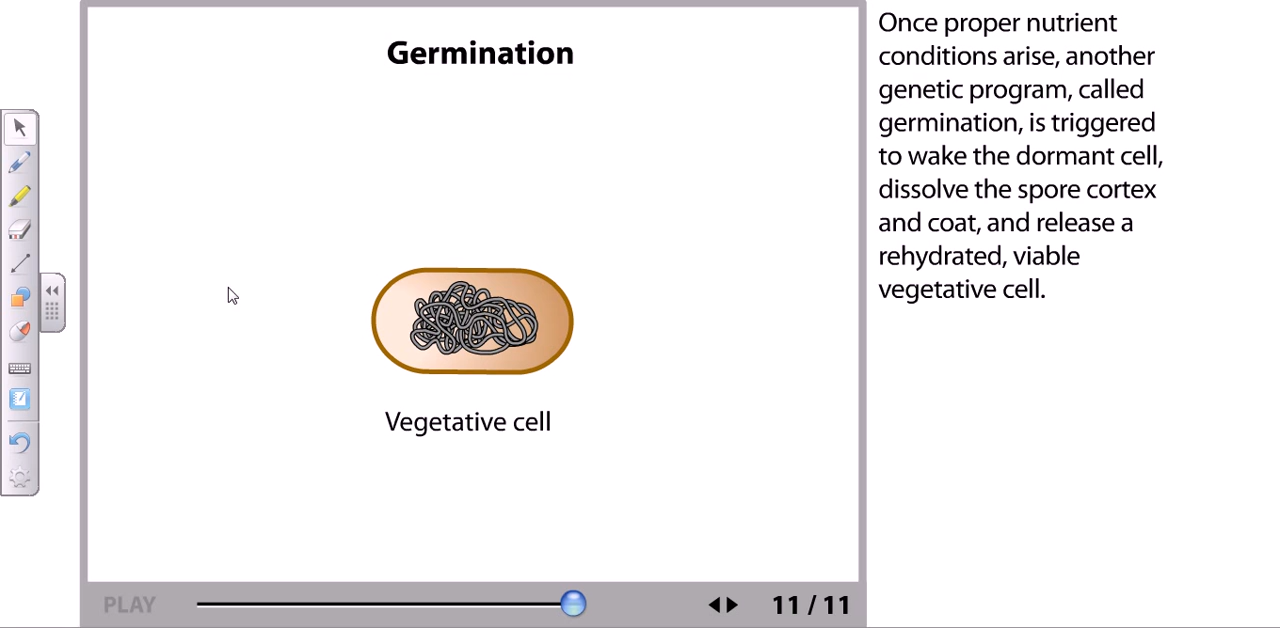 Germination
Once proper nutrient
conditions arise, another
genetic program, called
germination, is triggered
to wake the dormant cell,
dissolve the spore cortex
and coat, and release a
rehydrated, viable
vegetative cell.
Vegetative cell
PLAY
11 / 11